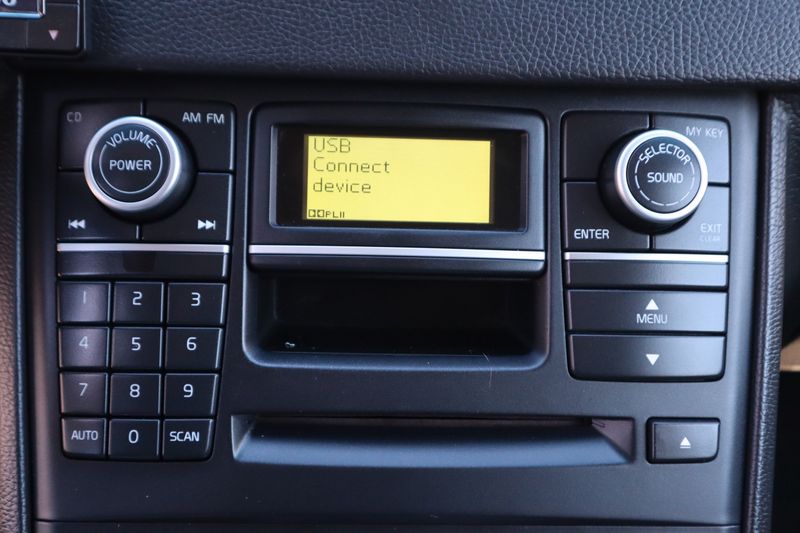 CD
VOLUME
POWER
AM FM
USB
Connect
device
PLII
SELECTOR
SOUND
MY KEY
ENTER
EXIT
CLEAR
1 2 3
4 5 6
7 8 9
AUTO 0 SCAN
MENU